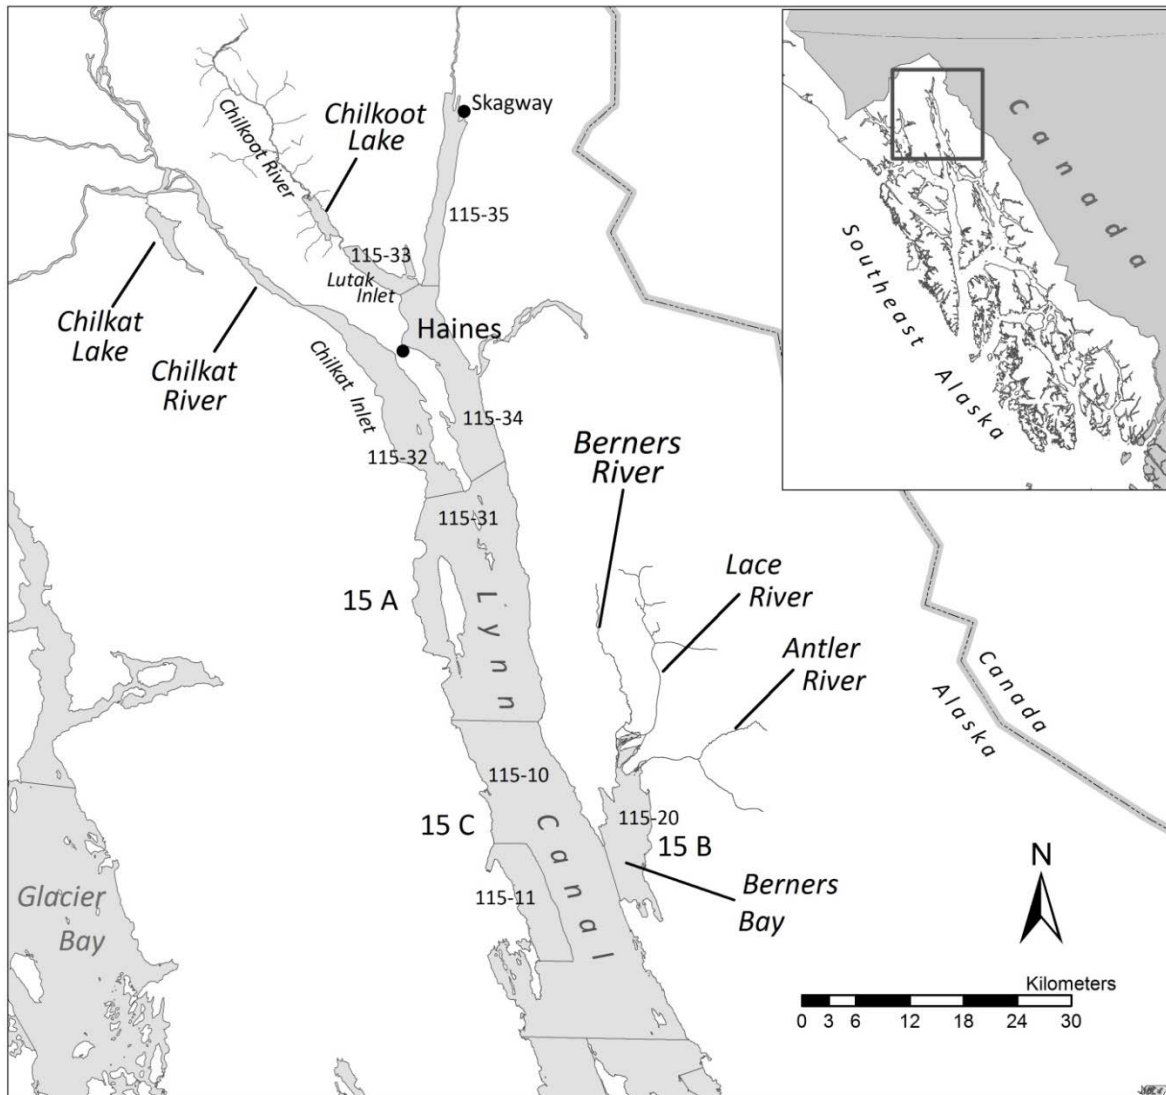 Skagway
Chilkoot
Lake
Chilkoot River
115-35
115-33
Lutak
Inlet
Haines
Chilkat
Lake
Chilkat
River
Chilkat Inlet
115-34
115-32
115-31
Berners
River
Lace
River
Antler
River
15 A
Lynn Canal
115-10
15 C
115-20
15 B
115-11
Berners
Bay
Glacier
Bay
Canada
Alaska
Canada
Southeast Alaska
N
Kilometers
0 3 6 12 18 24 30